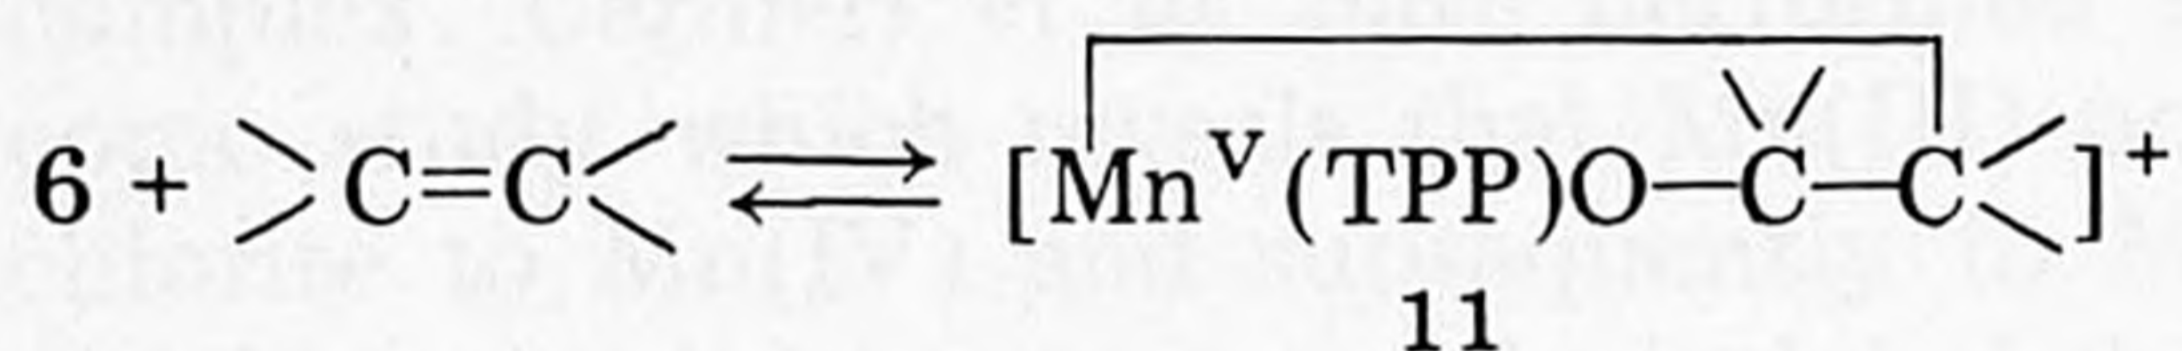 6 + >C=C< ⇌ [Mn^V(TPP)O—C—C<]^+
11